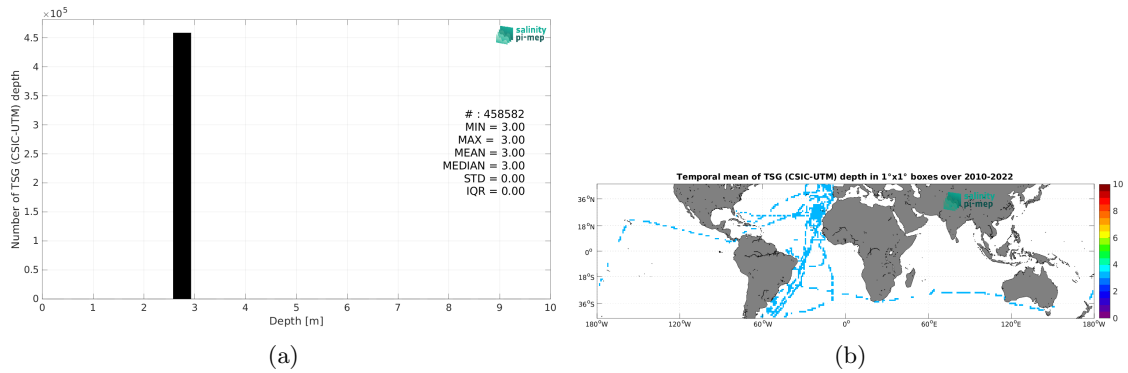 ×10⁵
4.5
4
3.5
3
2.5
2
1.5
1
0.5
0
Number of TSG (CSIC-UTM) depth
salinity
pi-mep
# : 458582
MIN = 3.00
MAX = 3.00
MEAN = 3.00
MEDIAN = 3.00
STD = 0.00
IQR = 0.00
0 1 2 3 4 5 6 7 8 9 10
Depth [m]
(a)
Temporal mean of TSG (CSIC-UTM) depth in 1°x1° boxes over 2010-2022
36°N
18°N
0°
18°S
36°S
salinity
pi-mep
180°W 120°W 60°W 0°E 60°E 120°E 180°W
10
8
6
4
2
0
(b)